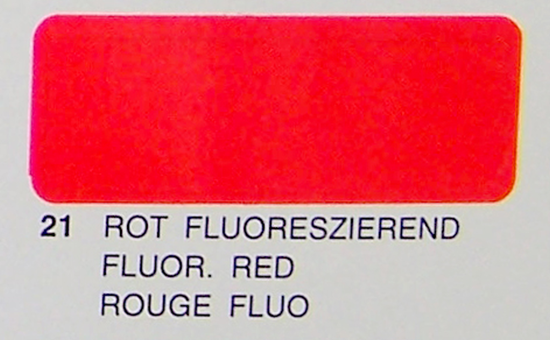 21 ROT FLUORESZIEREND
FLUOR. RED
ROUGE FLUO